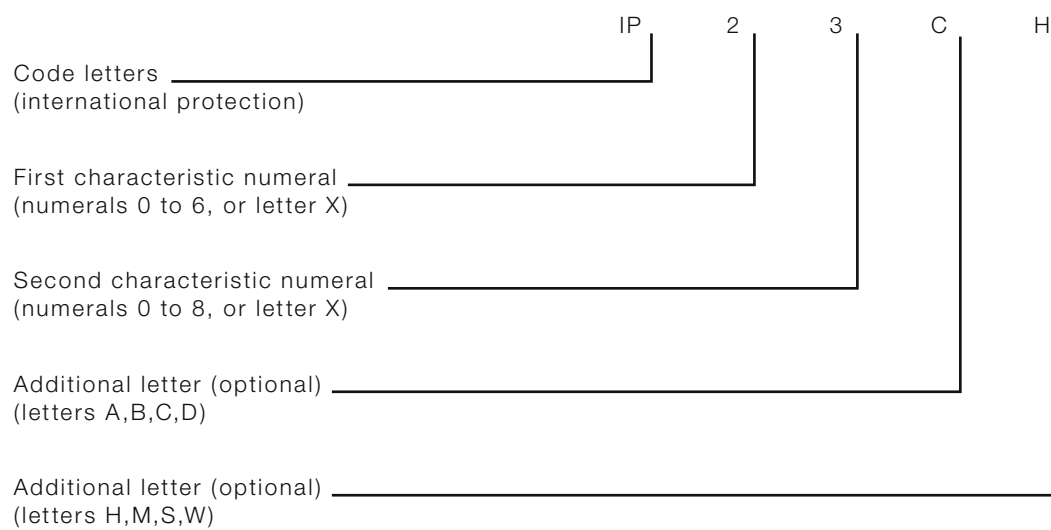 IP 2 3 C H
Code letters
(international protection)
First characteristic numeral
(numerals 0 to 6, or letter X)
Second characteristic numeral
(numerals 0 to 8, or letter X)
Additional letter (optional)
(letters A,B,C,D)
Additional letter (optional)
(letters H,M,S,W)